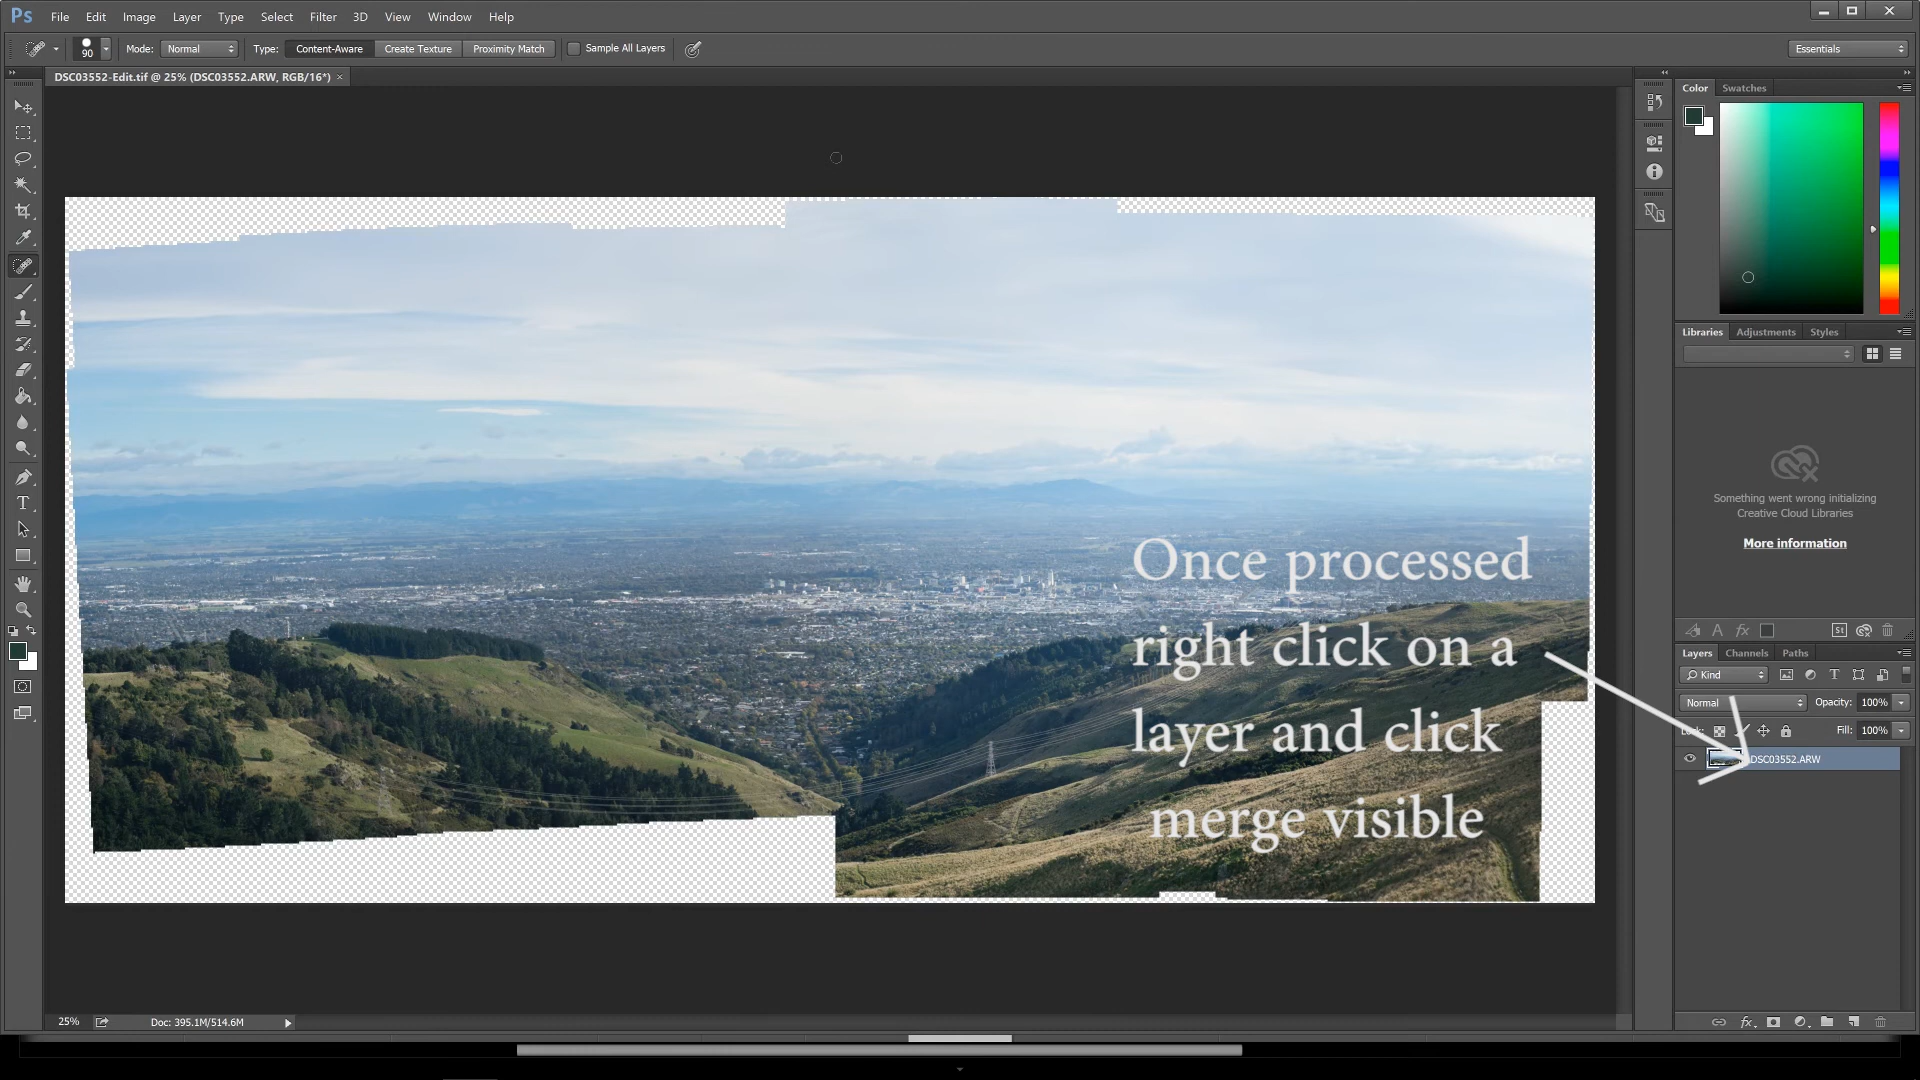 Ps File Edit Image Layer Type Select Filter 3D View Window Help
90 Mode: Normal Type: Content-Aware Create Texture Proximity Match Sample All Layers Essentials
DSC03552-Edit.tif @ 25% (DSC03552.ARW, RGB/16*) ×
Color Swatches
Libraries Adjustments Styles
Something went wrong initializing
Creative Cloud Libraries
More information
Once processed
right click on a
layer and click
merge visible
St
Layers Channels Paths
Kind
Normal Opacity: 100%
Lock: Fill: 100%
DSC03552.ARW
25% Doc: 395.1M/514.6M
fx